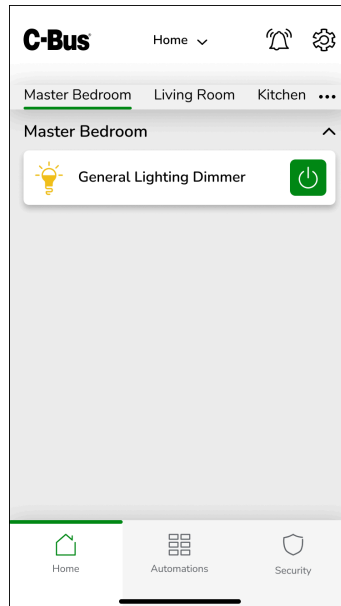 C-Bus Home
Master Bedroom Living Room Kitchen
Master Bedroom
General Lighting Dimmer
Home Automations Security